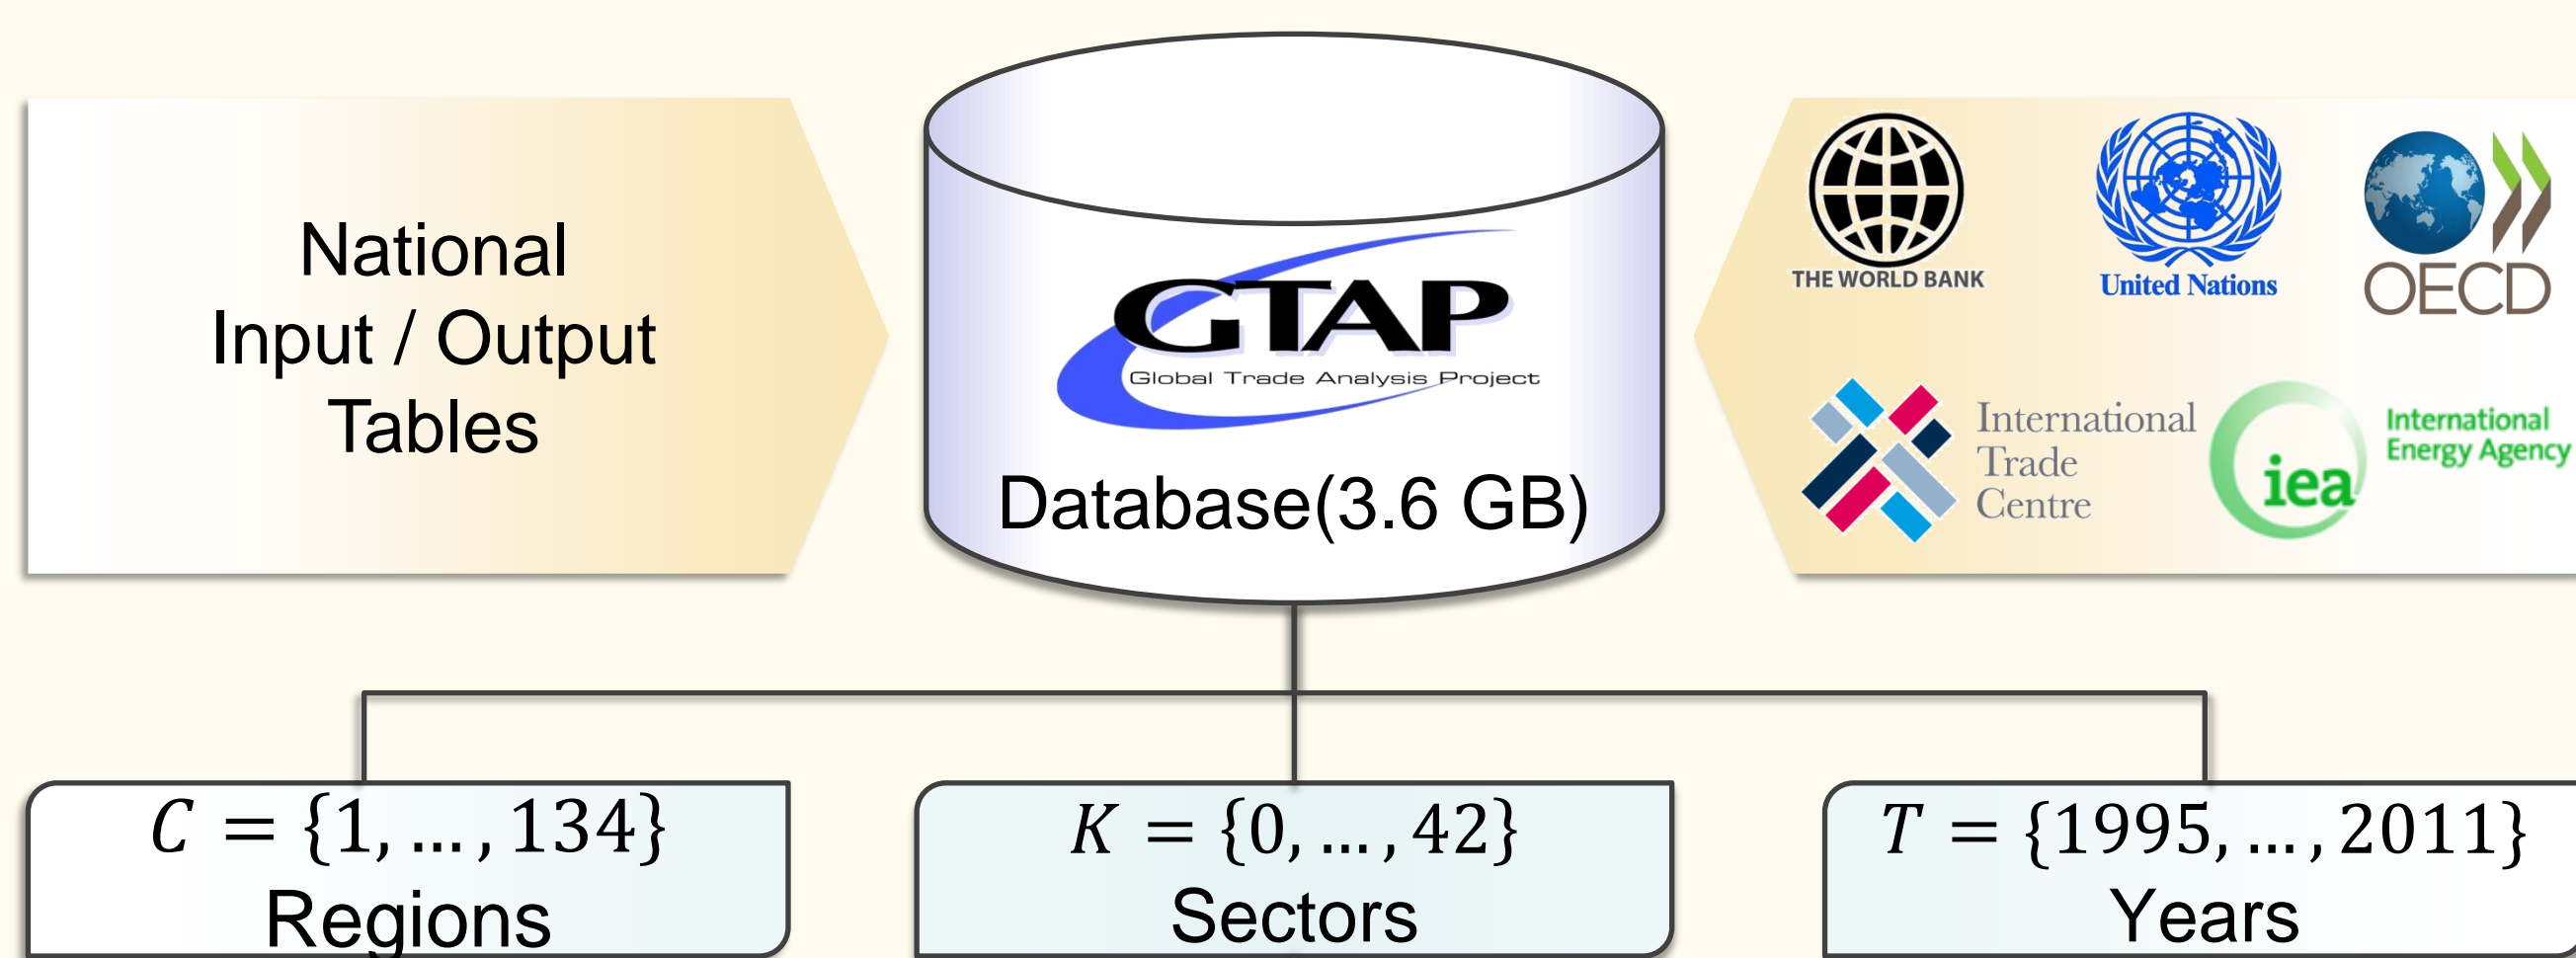 National
Input / Output
Tables
GTAP
Global Trade Analysis Project
Database(3.6 GB)
THE WORLD BANK
United Nations
OECD
International
Trade
Centre
iea
International
Energy Agency
C = {1, ... , 134}
Regions
K = {0, ... , 42}
Sectors
T = {1995, ... , 2011}
Years